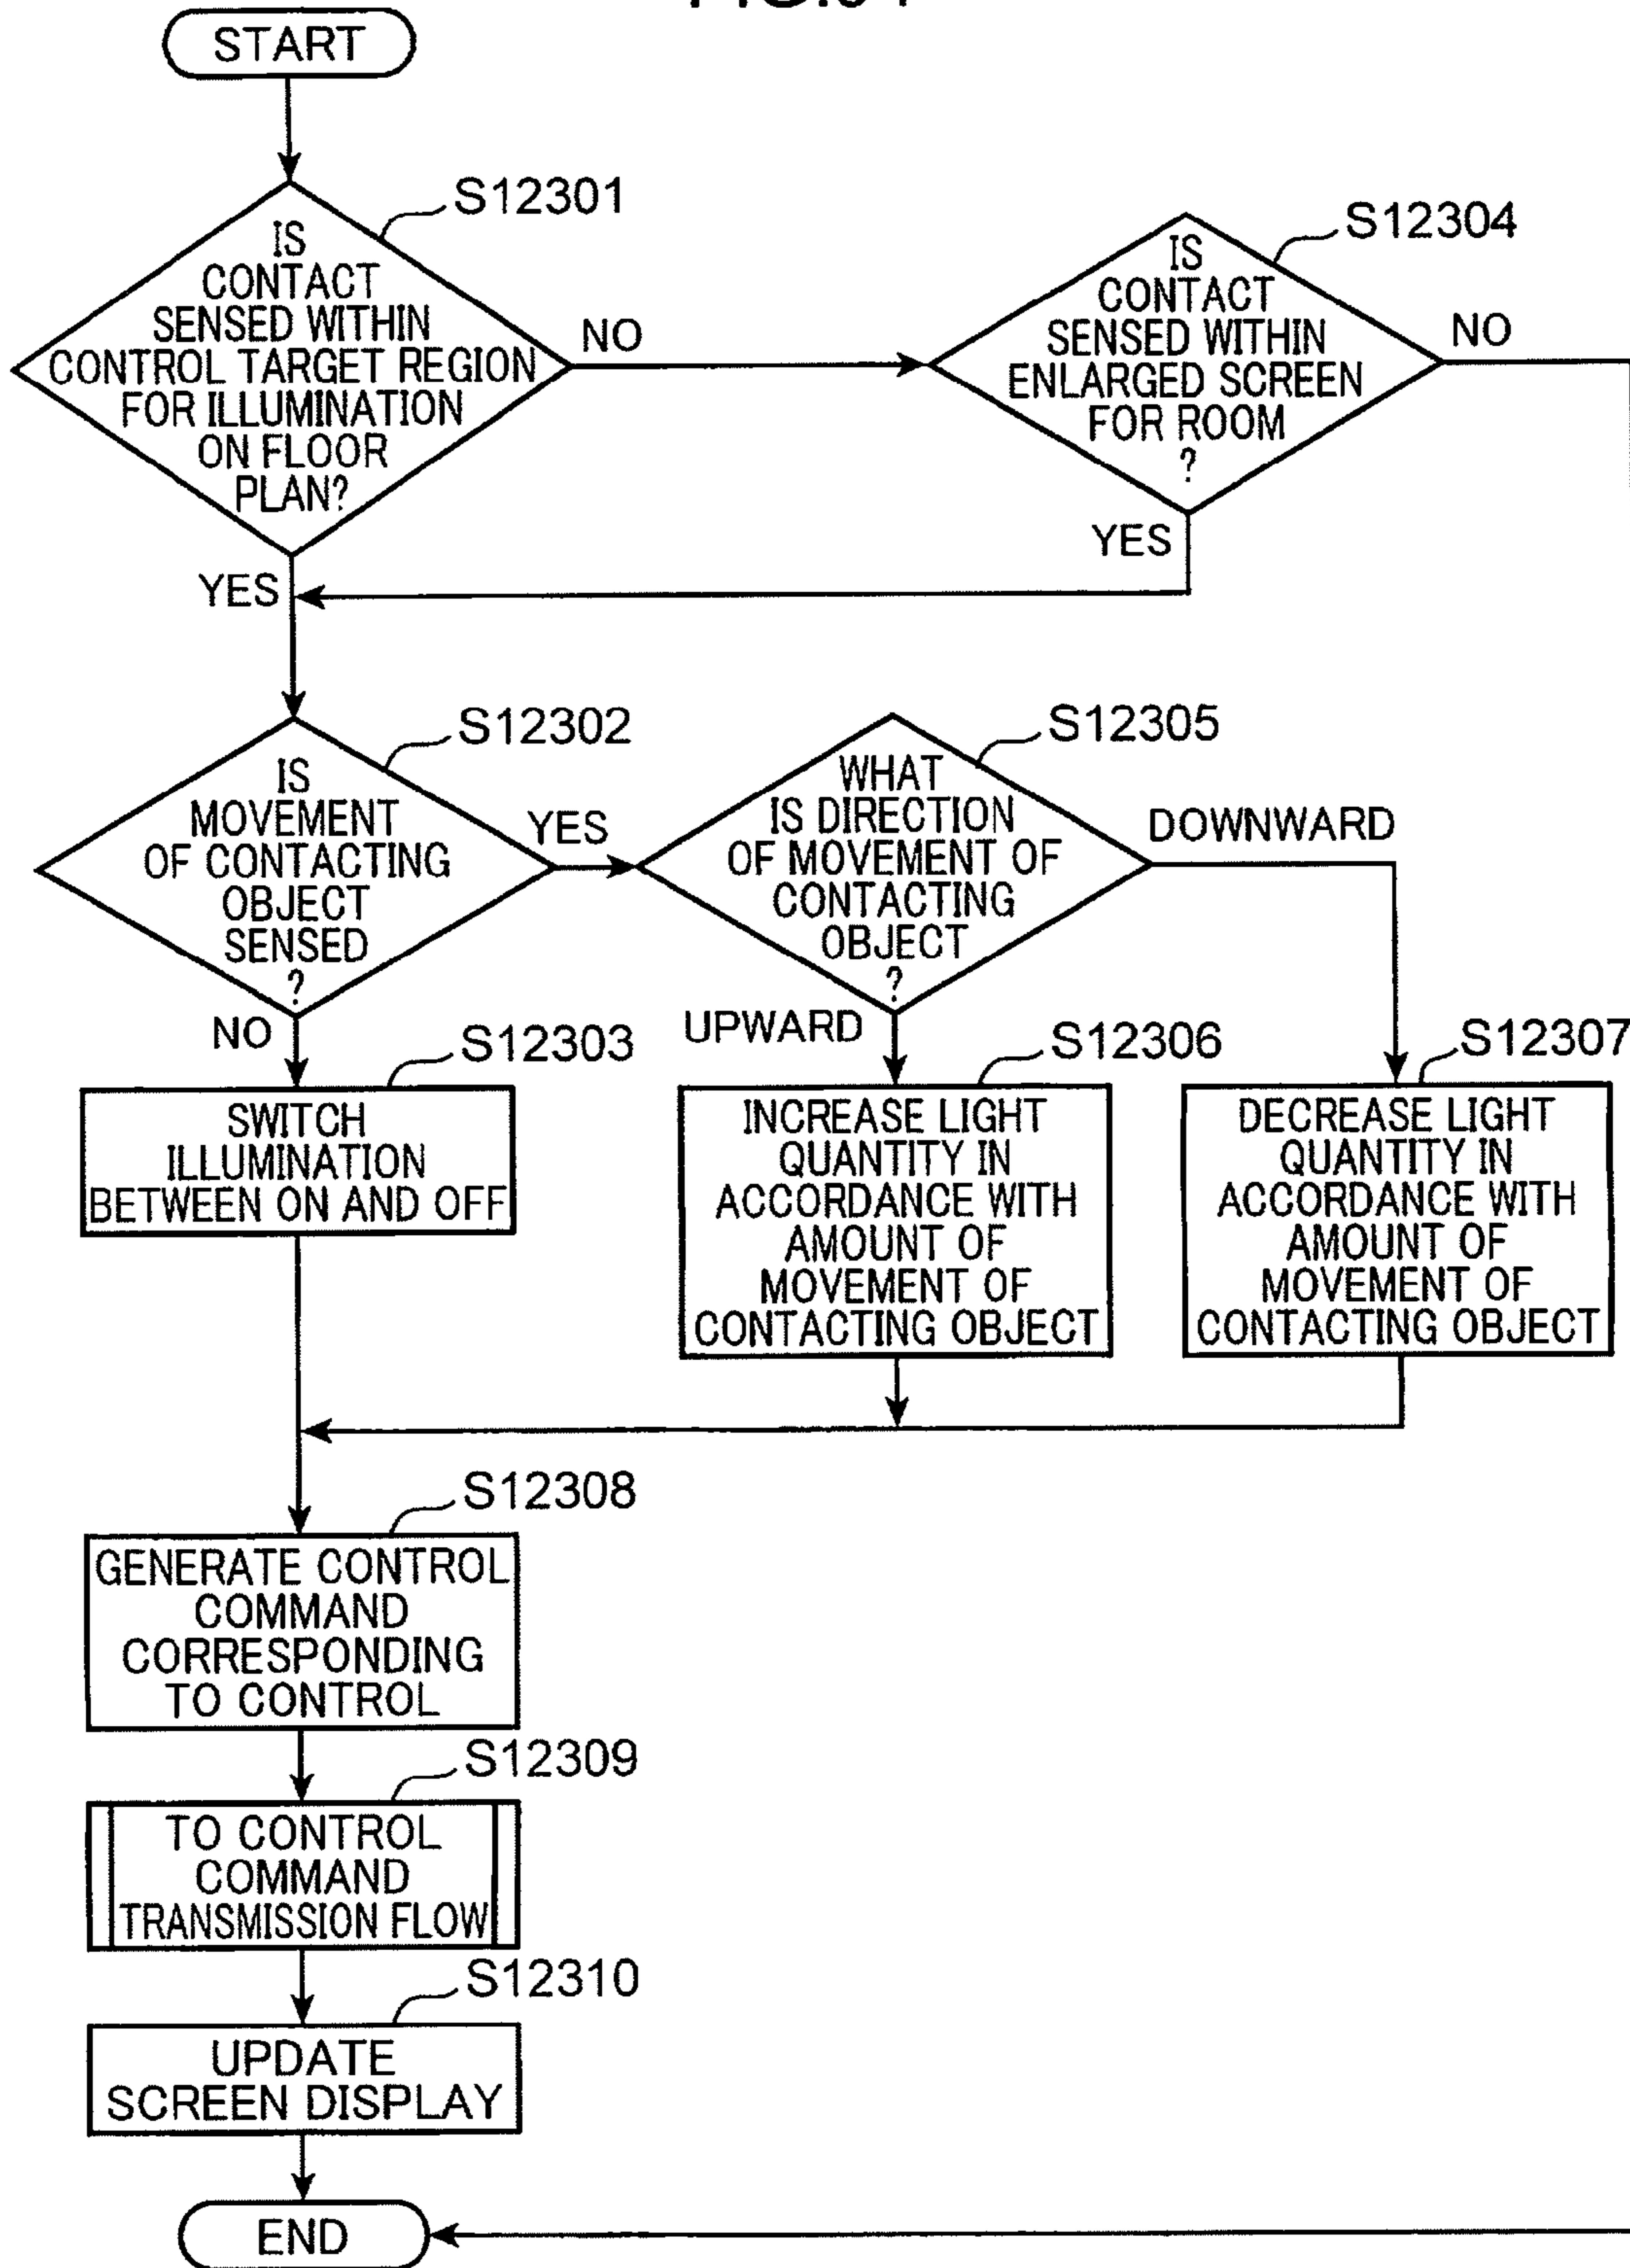 START
S12301
IS
CONTACT
SENSED WITHIN
CONTROL TARGET REGION
FOR ILLUMINATION
ON FLOOR
PLAN?
NO
YES
S12304
IS
CONTACT
SENSED WITHIN
ENLARGED SCREEN
FOR ROOM
?
NO
YES
S12302
IS
MOVEMENT
OF CONTACTING
OBJECT
SENSED
?
YES
NO
S12305
WHAT
IS DIRECTION
OF MOVEMENT OF
CONTACTING
OBJECT
?
DOWNWARD
UPWARD
S12303
SWITCH
ILLUMINATION
BETWEEN ON AND OFF
S12306
INCREASE LIGHT
QUANTITY IN
ACCORDANCE WITH
AMOUNT OF
MOVEMENT OF
CONTACTING OBJECT
S12307
DECREASE LIGHT
QUANTITY IN
ACCORDANCE WITH
AMOUNT OF
MOVEMENT OF
CONTACTING OBJECT
S12308
GENERATE CONTROL
COMMAND
CORRESPONDING
TO CONTROL
S12309
TO CONTROL
COMMAND
TRANSMISSION FLOW
S12310
UPDATE
SCREEN DISPLAY
END